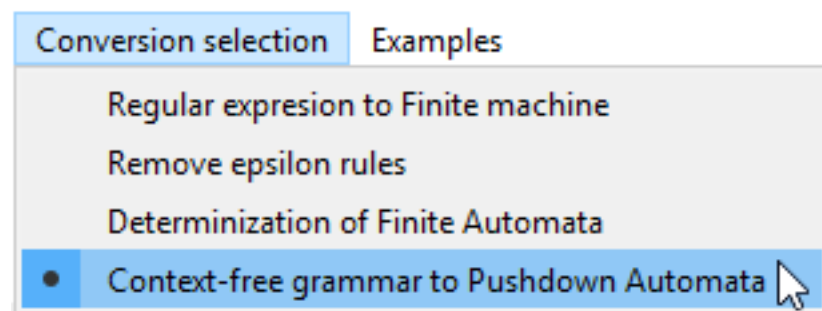 Conversion selection Examples
Regular expresion to Finite machine
Remove epsilon rules
Determinization of Finite Automata
Context-free grammar to Pushdown Automata